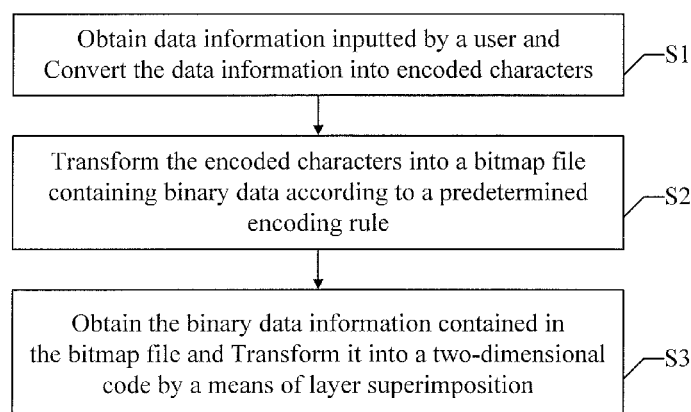 Obtain data information inputted by a user and
Convert the data information into encoded characters
S1
Transform the encoded characters into a bitmap file
containing binary data according to a predetermined
encoding rule
S2
Obtain the binary data information contained in
the bitmap file and Transform it into a two-dimensional
code by a means of layer superimposition
S3